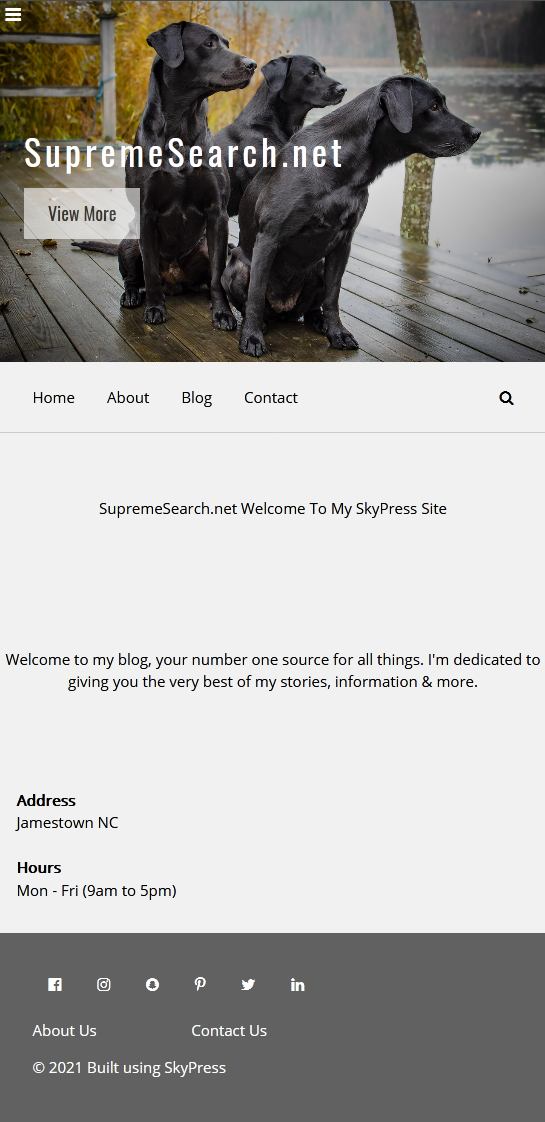 SupremeSearch.net
View More
Home About Blog Contact
SupremeSearch.net Welcome To My SkyPress Site
Welcome to my blog, your number one source for all things. I'm dedicated to
giving you the very best of my stories, information & more.
Address
Jamestown NC
Hours
Mon - Fri (9am to 5pm)
About Us Contact Us
© 2021 Built using SkyPress